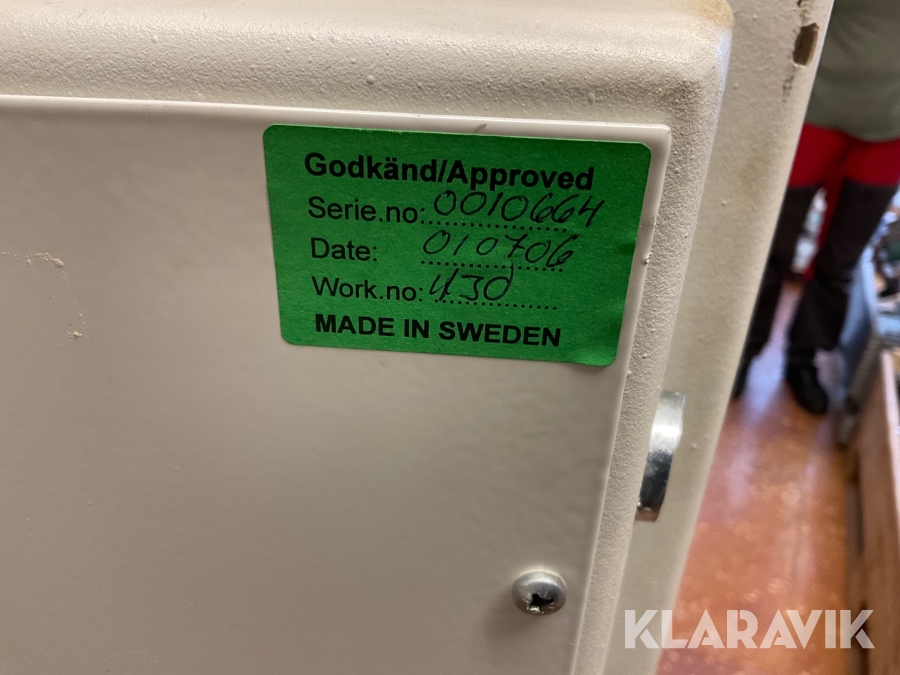 Godkänd/Approved
Serie.no: 0010664
Date: 010706
Work.no: 430
MADE IN SWEDEN
KLARAVIK